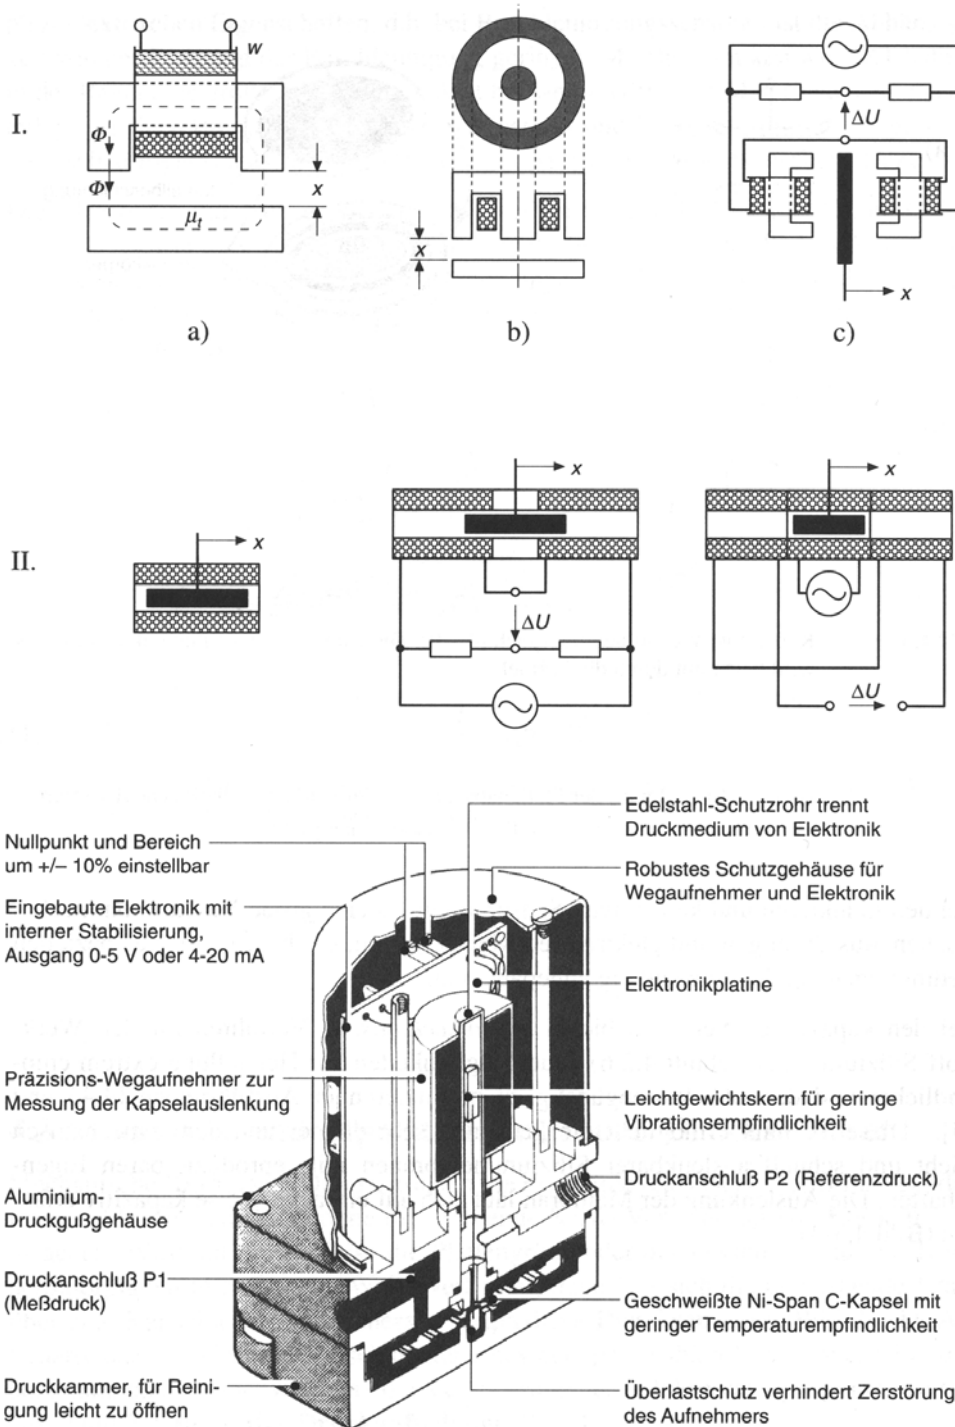 I.
w
Φ
Φ
x
μt
a)
x
b)
ΔU
x
c)
II.
x
x
ΔU
x
ΔU
Nullpunkt und Bereich
um +/– 10% einstellbar
Eingebaute Elektronik mit
interner Stabilisierung,
Ausgang 0-5 V oder 4-20 mA
Präzisions-Wegaufnehmer zur
Messung der Kapselauslenkung
Aluminium-
Druckgußgehäuse
Druckanschluß P1
(Meßdruck)
Druckkammer, für Reini-
gung leicht zu öffnen
Edelstahl-Schutzrohr trennt
Druckmedium von Elektronik
Robustes Schutzgehäuse für
Wegaufnehmer und Elektronik
Elektronikplatine
Leichtgewichtskern für geringe
Vibrationsempfindlichkeit
Druckanschluß P2 (Referenzdruck)
Geschweißte Ni-Span C-Kapsel mit
geringer Temperaturempfindlichkeit
Überlastschutz verhindert Zerstörung
des Aufnehmers